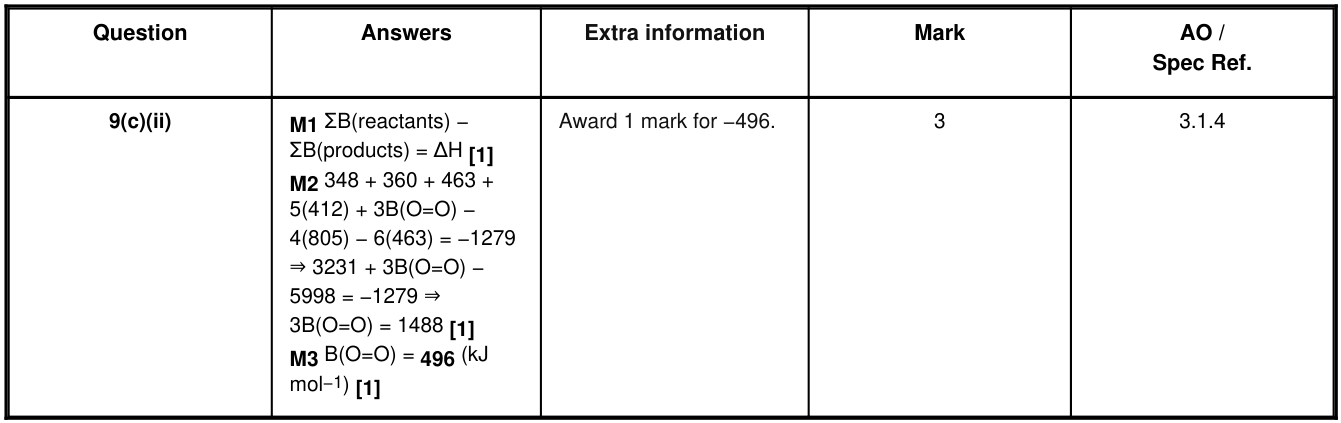 Question Answers Extra information Mark AO /
Spec Ref.
9(c)(ii) M1 ΣB(reactants) − Award 1 mark for −496. 3 3.1.4
ΣB(products) = ΔH [1]
M2 348 + 360 + 463 +
5(412) + 3B(O=O) −
4(805) − 6(463) = −1279
⇒ 3231 + 3B(O=O) −
5998 = −1279 ⇒
3B(O=O) = 1488 [1]
M3 B(O=O) = 496 (kJ
mol−1) [1]